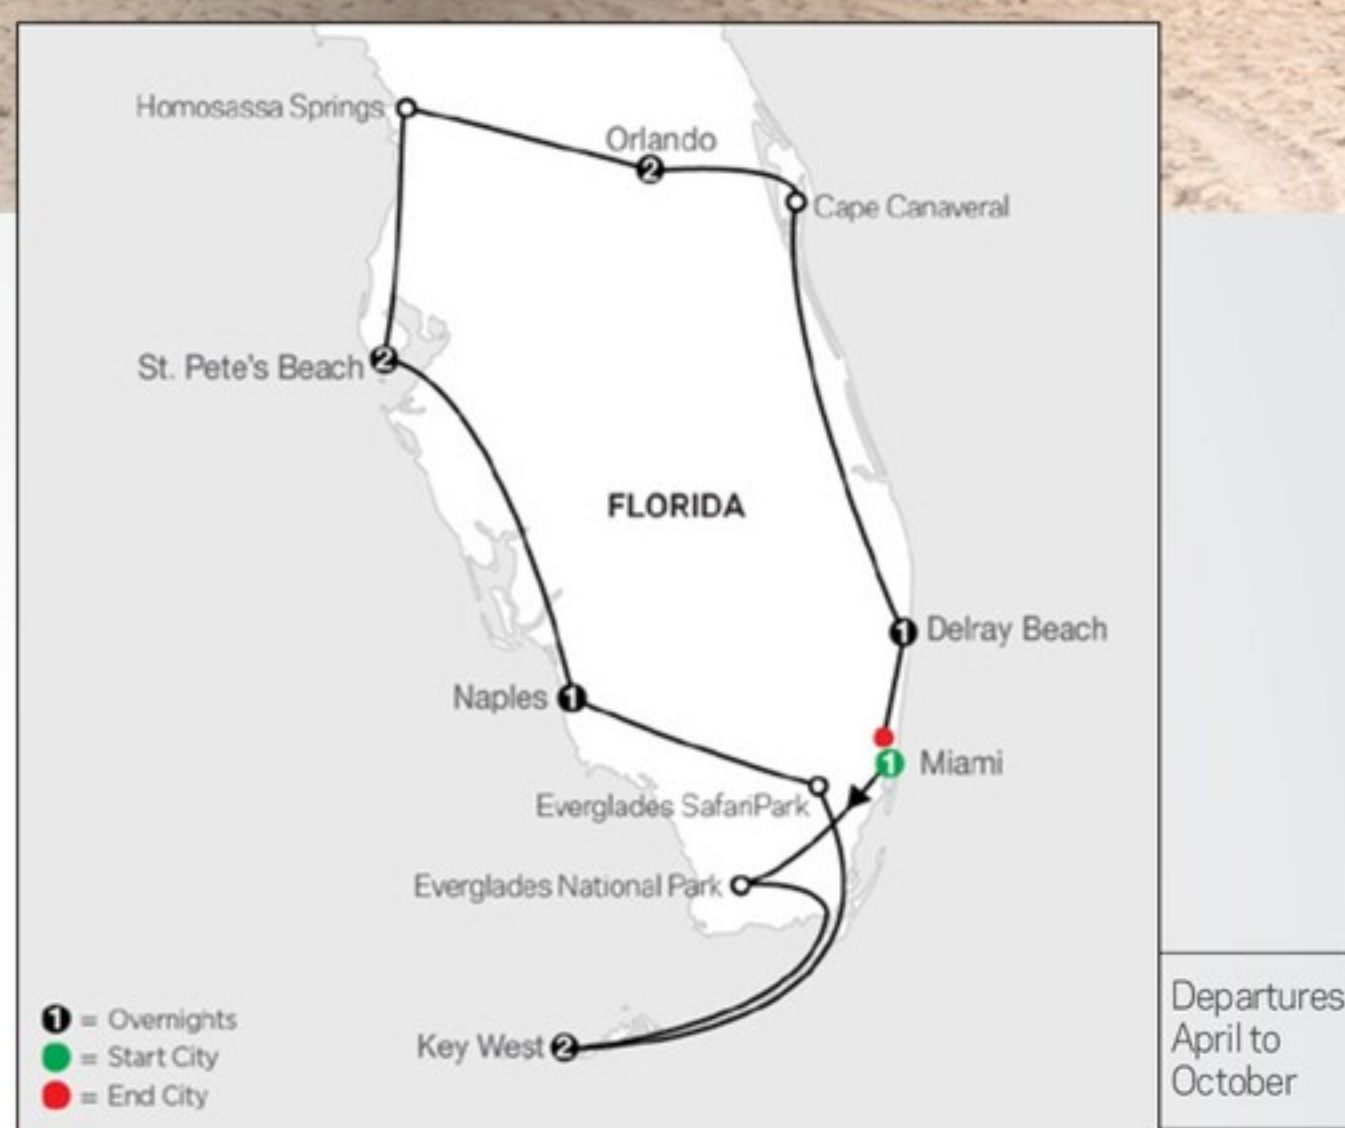 Homosassa Springs
Orlando
2
Cape Canaveral
St. Pete's Beach 2
FLORIDA
1 Delray Beach
Naples 1
1 Miami
Everglades SafariPark
Everglades National Park
Key West 2
1 = Overnights
= Start City
= End City
Departures
April to
October